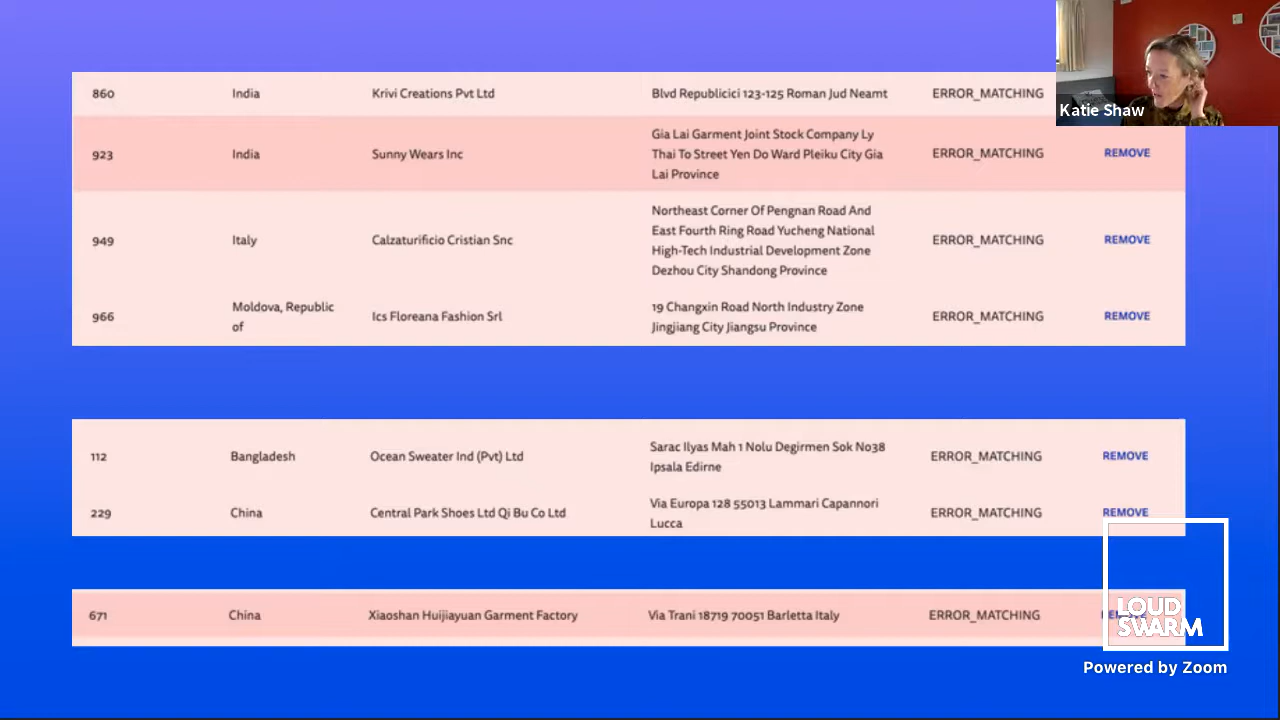 860 India Krivi Creations Pvt Ltd Blvd Republicici 123-125 Roman Jud Neamt ERROR_MATCHING
Katie Shaw
923 India Sunny Wears Inc Gia Lai Garment Joint Stock Company Ly
Thai To Street Yen Do Ward Pleiku City Gia
Lai Province ERROR_MATCHING REMOVE
949 Italy Calzaturificio Cristian Snc Northeast Corner Of Pengnan Road And
East Fourth Ring Road Yucheng National
High-Tech Industrial Development Zone
Dezhou City Shandong Province ERROR_MATCHING REMOVE
966 Moldova, Republic
of Ics Floreana Fashion Srl 19 Changxin Road North Industry Zone
Jingjiang City Jiangsu Province ERROR_MATCHING REMOVE
112 Bangladesh Ocean Sweater Ind (Pvt) Ltd Sarac Ilyas Mah 1 Nolu Degirmen Sok No38
Ipsala Edirne ERROR_MATCHING REMOVE
229 China Central Park Shoes Ltd Qi Bu Co Ltd Via Europa 128 55013 Lammari Capannori
Lucca ERROR_MATCHING REMOVE
671 China Xiaoshan Huijiayuan Garment Factory Via Trani 18719 70051 Barletta Italy ERROR_MATCHING
LOUD
SWARM
Powered by Zoom